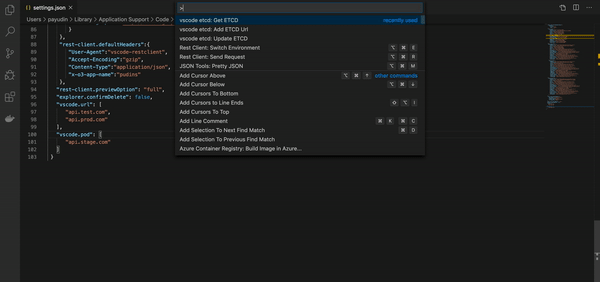 settings.json ×
>
Users > payudin > Library > Application Support > Code >
vscode etcd: Get ETCD recently used
vscode etcd: Add ETCD Url
vscode etcd: Update ETCD
Rest Client: Switch Environment ⌥ ⌘ E
Rest Client: Send Request ⌥ ⌘ R
JSON Tools: Pretty JSON ⌥ ⌘ M
Add Cursor Above ⌥ ⌘ ↑ other commands
Add Cursor Below ⌥ ⌘ ↓
Add Cursors To Bottom
Add Cursors to Line Ends ⇧ ⌥ I
Add Cursors To Top
Add Line Comment ⌘ K ⌘ C
Add Selection To Next Find Match ⌘ D
Add Selection To Previous Find Match
Azure Container Registry: Build Image in Azure...
86 },
87 }
88 "rest-client.defaultHeaders":{
89 "User-Agent":"vscode-restclient",
90 "Accept-Encoding":"gzip",
91 "Content-Type":"application/json",
92 "x-o3-app-name":"pudins"
93 },
94 "rest-client.previewOption": "full",
95 "explorer.confirmDelete": false,
96 "vscode.url": [
97 "api.test.com",
98 "api.prod.com"
99 ],
100 "vscode.pod": [
101 "api.stage.com"
102 ]
103 }